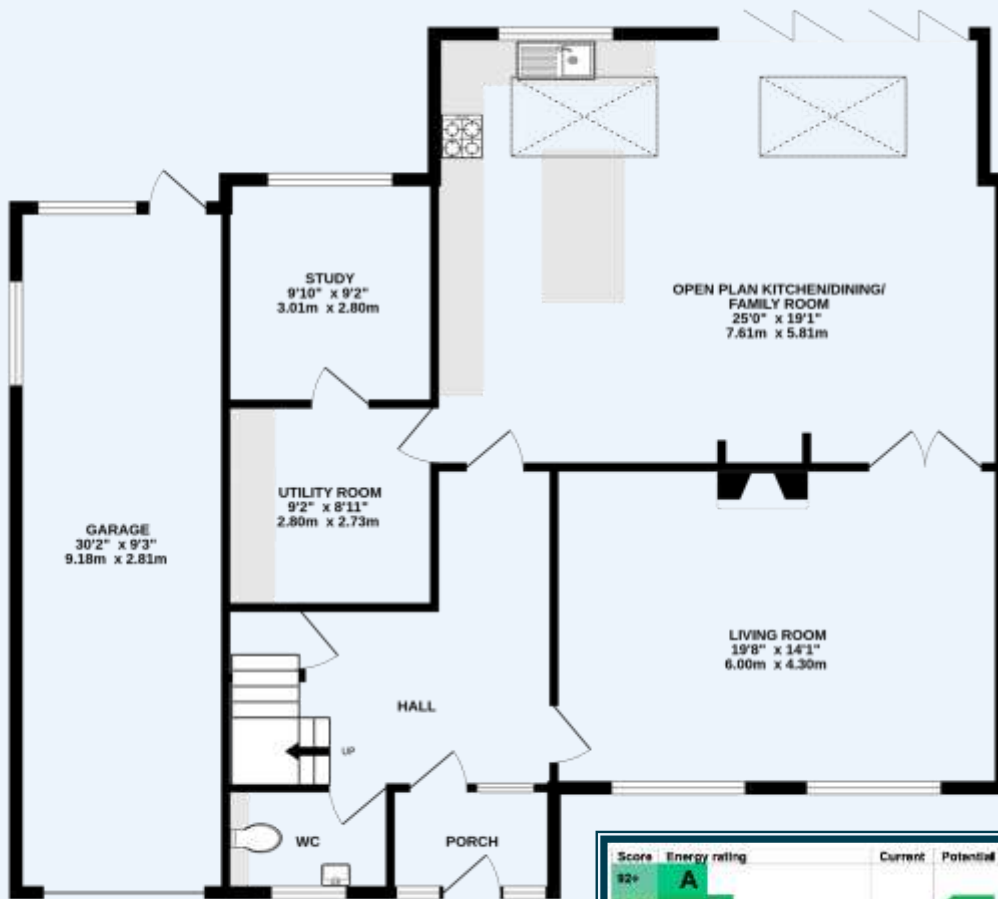 STUDY
9'10" x 9'2"
3.01m x 2.80m
OPEN PLAN KITCHEN/DINING/
FAMILY ROOM
25'0" x 19'1"
7.61m x 5.81m
UTILITY ROOM
9'2" x 8'11"
2.80m x 2.73m
GARAGE
30'2" x 9'3"
9.18m x 2.81m
LIVING ROOM
19'8" x 14'1"
6.00m x 4.30m
HALL
UP
WC
PORCH
Score Energy rating Current Potential
92+ A